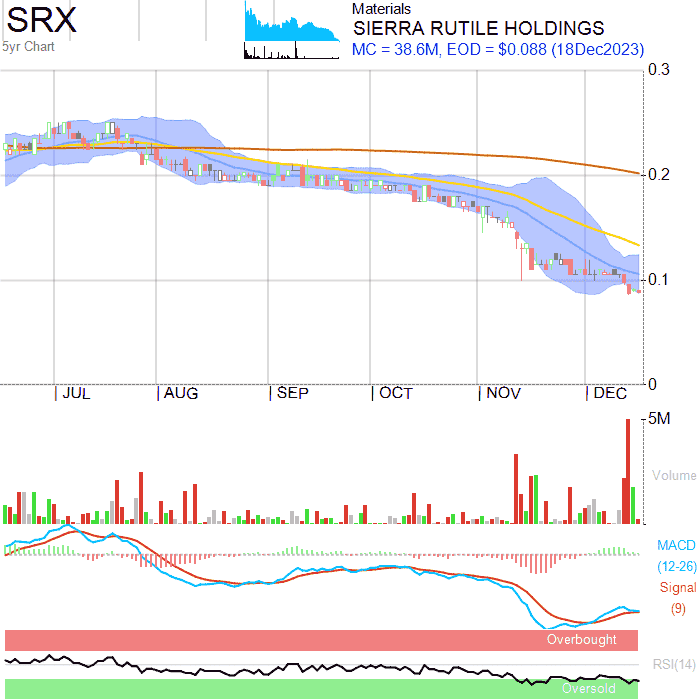 SRX
5yr Chart
Materials
SIERRA RUTILE HOLDINGS
MC = 38.6M, EOD = $0.088 (18Dec2023)
0.3
0.2
0.1
0
JUL
AUG
SEP
OCT
NOV
DEC
5M
Volume
MACD
(12-26)
Signal
(9)
Overbought
RSI(14)
Oversold